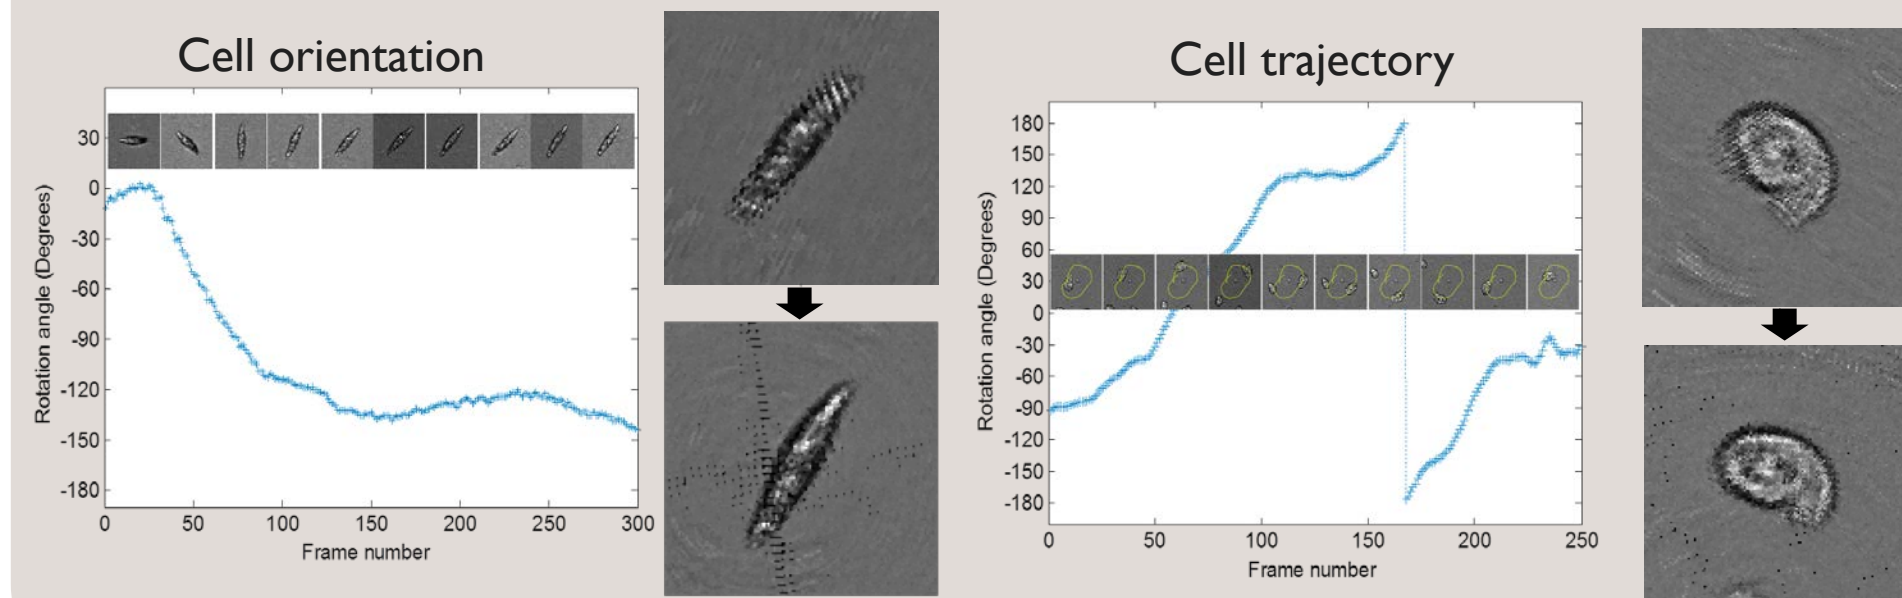 Cell orientation
Rotation angle (Degrees)
30
0
-30
-60
-90
-120
-150
-180
0 50 100 150 200 250 300
Frame number
Cell trajectory
Rotation angle (Degrees)
180
150
120
90
60
30
0
-30
-60
-90
-120
-150
-180
0 50 100 150 200 250
Frame number